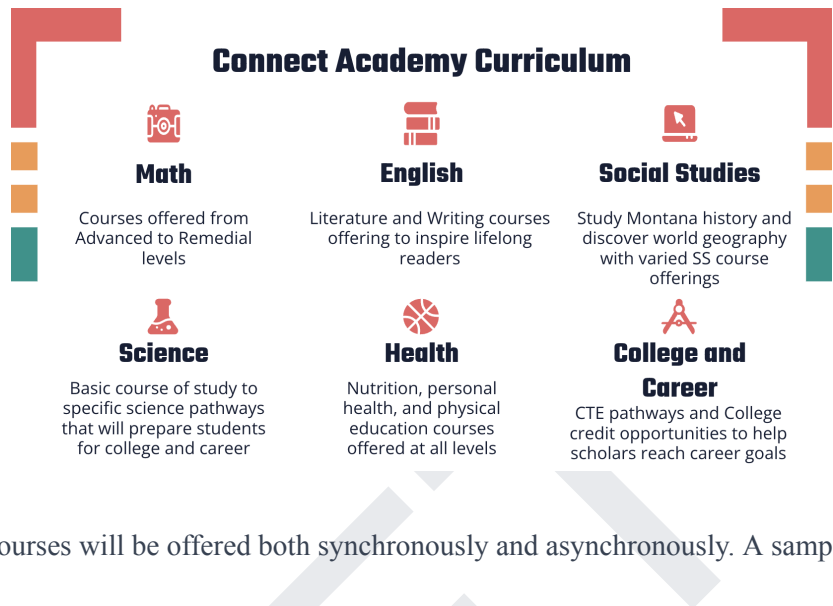 Connect Academy Curriculum
Math
English
Social Studies
Courses offered from
Advanced to Remedial
levels
Literature and Writing courses
offering to inspire lifelong
readers
Study Montana history and
discover world geography
with varied SS course
offerings
Science
Health
College and
Career
Basic course of study to
specific science pathways
that will prepare students
for college and career
Nutrition, personal
health, and physical
education courses
offered at all levels
CTE pathways and College
credit opportunities to help
scholars reach career goals
ourses will be offered both synchronously and asynchronously. A samp